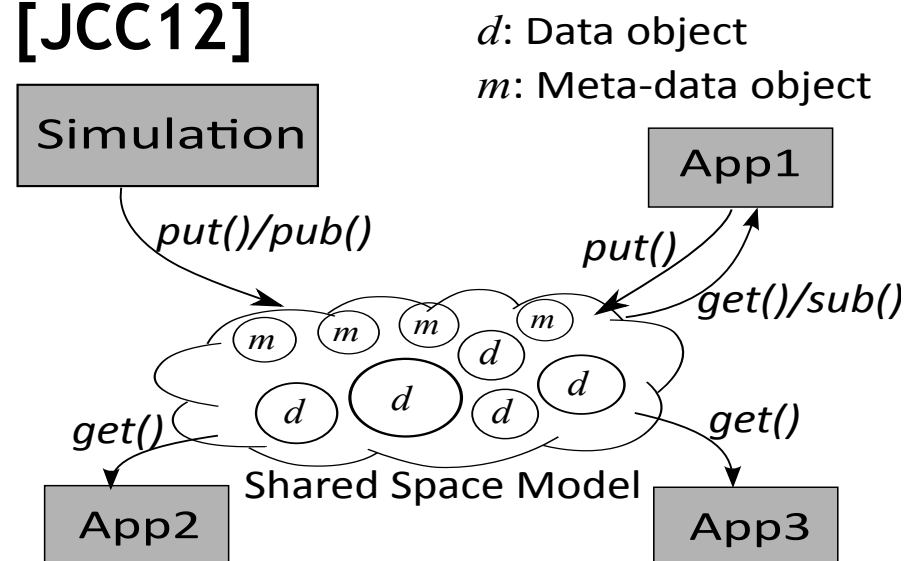 [JCC12]
d: Data object
m: Meta-data object
Simulation
App1
put()/pub()
put()
get()/sub()
m
m
m
m
d
d
d
d
d
get()
get()
Shared Space Model
App2
App3